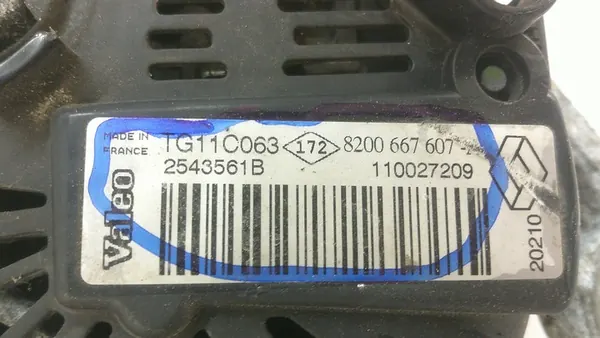 MADE IN
FRANCE
Valeo
TG11C063 172 8200 667 607
2543561B 110027209
20210